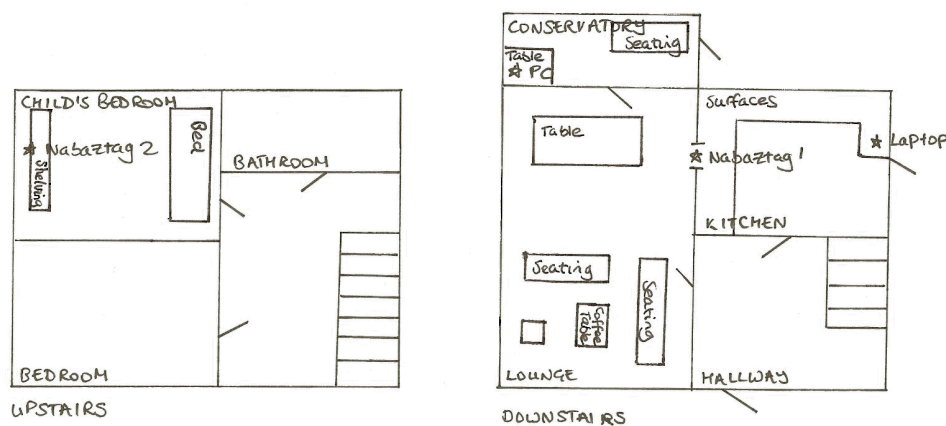 CHILD'S BEDROOM
Nabaztag 2
Shelving
Bed
BATHROOM
BEDROOM
UPSTAIRS
CONSERVATORY
Seating
Table
PC
Surfaces
Table
Nabaztag 1
Laptop
KITCHEN
Seating
Seating
Coffee
Table
LOUNGE
HALLWAY
DOWNSTAIRS